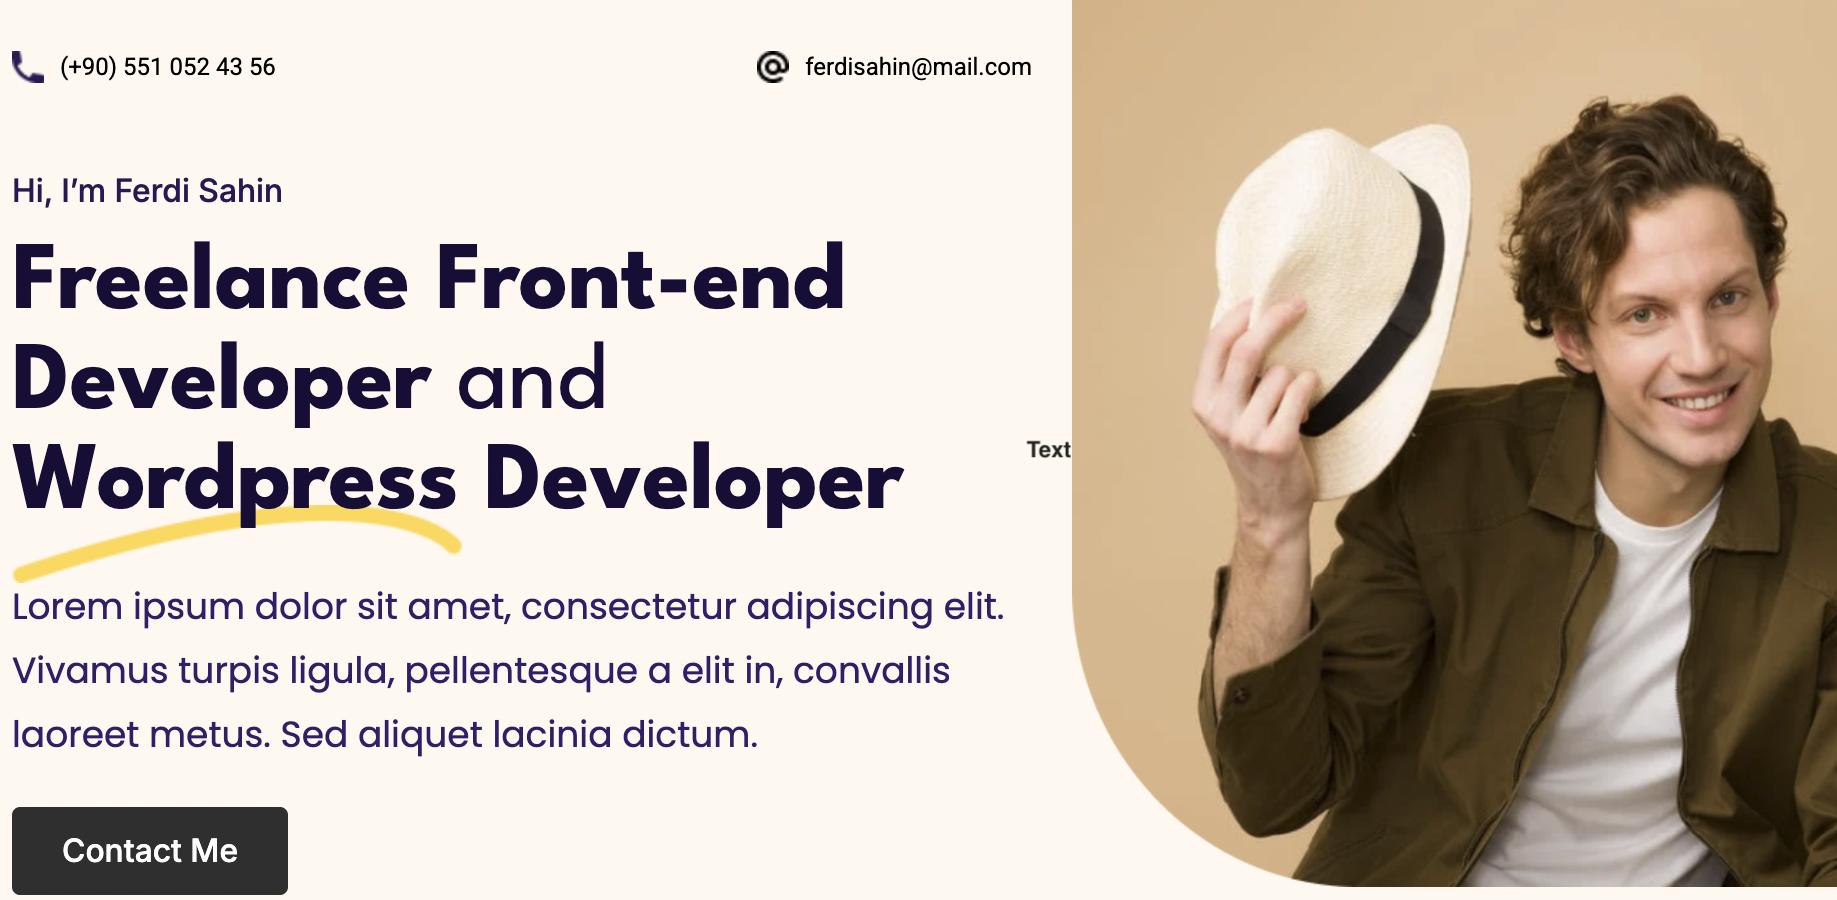 (+90) 551 052 43 56
ferdisahin@mail.com
Hi, I’m Ferdi Sahin
Freelance Front-end
Developer and
Wordpress Developer
Text
Lorem ipsum dolor sit amet, consectetur adipiscing elit.
Vivamus turpis ligula, pellentesque a elit in, convallis
laoreet metus. Sed aliquet lacinia dictum.
Contact Me